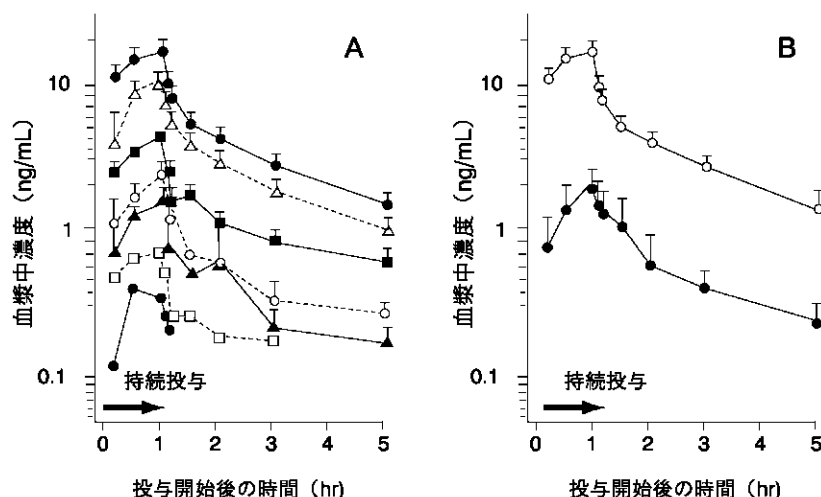 A
血漿中濃度 (ng/mL)
10
1
0.1
持続投与
0 1 2 3 4 5
投与開始後の時間 (hr)
B
血漿中濃度 (ng/mL)
10
1
0.1
持続投与
0 1 2 3 4 5
投与開始後の時間 (hr)